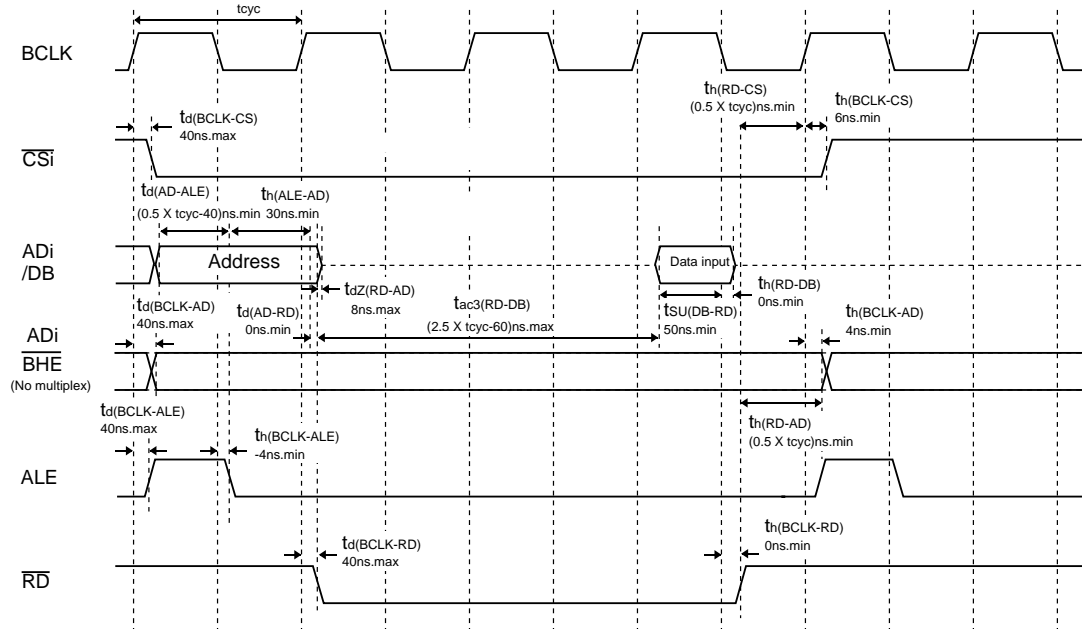 tcyc
BCLK
th(RD-CS)
(0.5 X tcyc)ns.min
th(BCLK-CS)
6ns.min
td(BCLK-CS)
40ns.max
CSi
td(AD-ALE)
(0.5 X tcyc-40)ns.min
th(ALE-AD)
30ns.min
ADi
/DB
Address
Data input
td(BCLK-AD)
40ns.max
td(AD-RD)
0ns.min
tdZ(RD-AD)
8ns.max
tac3(RD-DB)
(2.5 X tcyc-60)ns.max
tSU(DB-RD)
50ns.min
th(RD-DB)
0ns.min
th(BCLK-AD)
4ns.min
ADi
BHE
(No multiplex)
td(BCLK-ALE)
40ns.max
th(BCLK-ALE)
-4ns.min
th(RD-AD)
(0.5 X tcyc)ns.min
ALE
td(BCLK-RD)
40ns.max
th(BCLK-RD)
0ns.min
RD